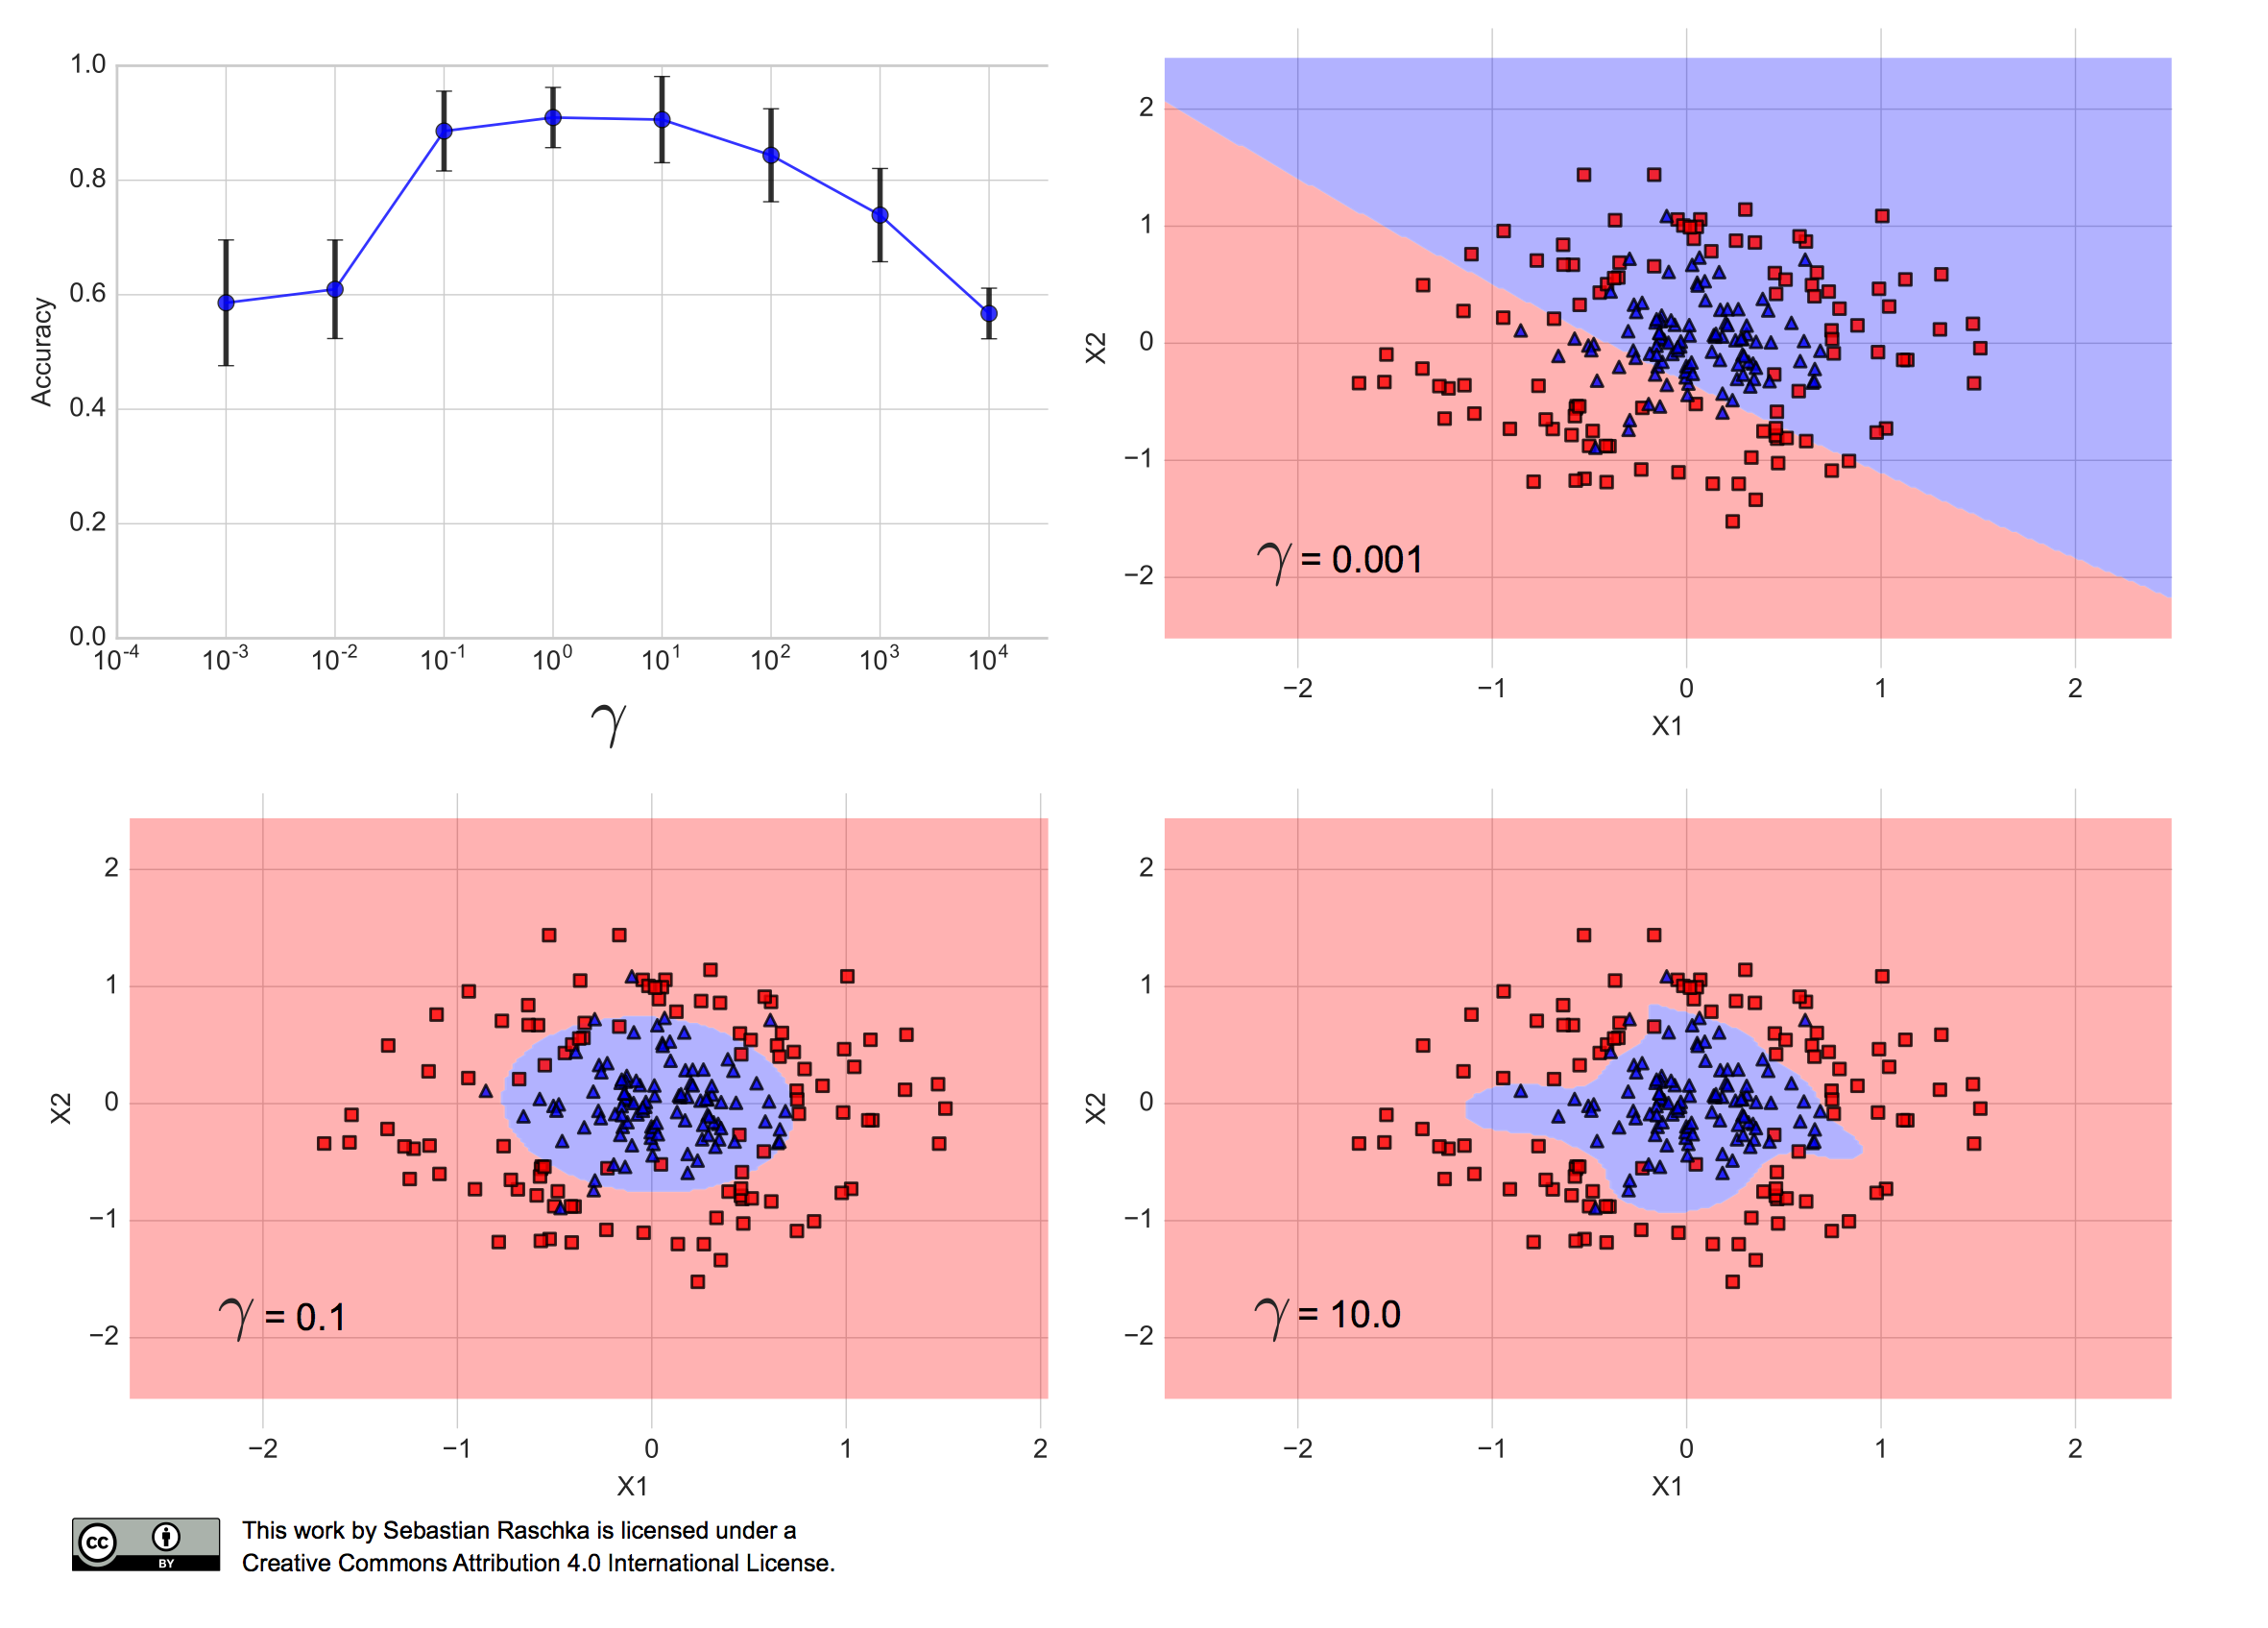 1.0
0.8
0.6
0.4
0.2
0.0
Accuracy
10-4 10-3 10-2 10-1 100 101 102 103 104
γ
2
1
0
−1
−2
X2
γ = 0.001
−2 −1 0 1 2
X1
2
1
0
−1
−2
X2
γ = 0.1
−2 −1 0 1 2
X1
2
1
0
−1
−2
X2
γ = 10.0
−2 −1 0 1 2
X1
cc
BY
This work by Sebastian Raschka is licensed under a
Creative Commons Attribution 4.0 International License.